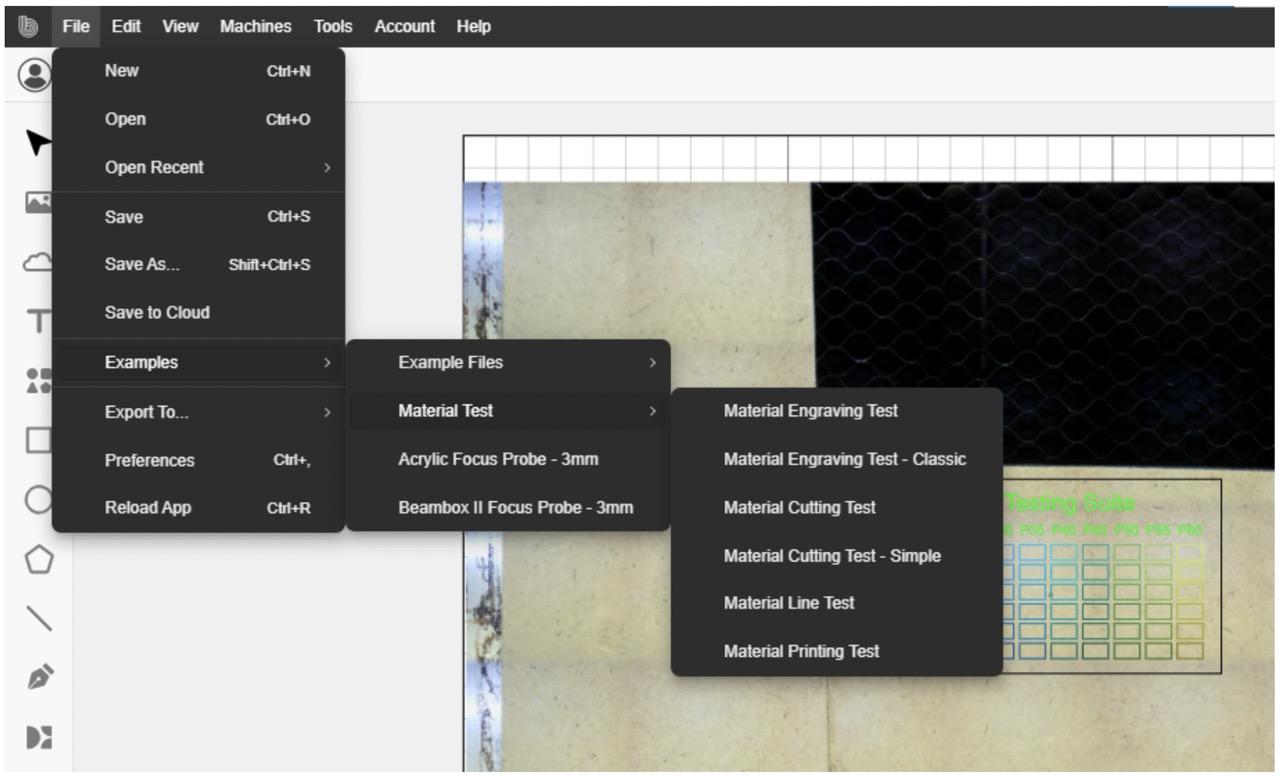 File Edit View Machines Tools Account Help
New Ctrl+N
Open Ctrl+O
Open Recent
Save Ctrl+S
Save As... Shift+Ctrl+S
Save to Cloud
Examples
Export To...
Preferences Ctrl+,
Reload App Ctrl+R
Example Files
Material Test
Acrylic Focus Probe - 3mm
Beambox II Focus Probe - 3mm
Material Engraving Test
Material Engraving Test - Classic
Material Cutting Test
Material Cutting Test - Simple
Material Line Test
Material Printing Test
Testing Suite
P40 P50 P55 P60